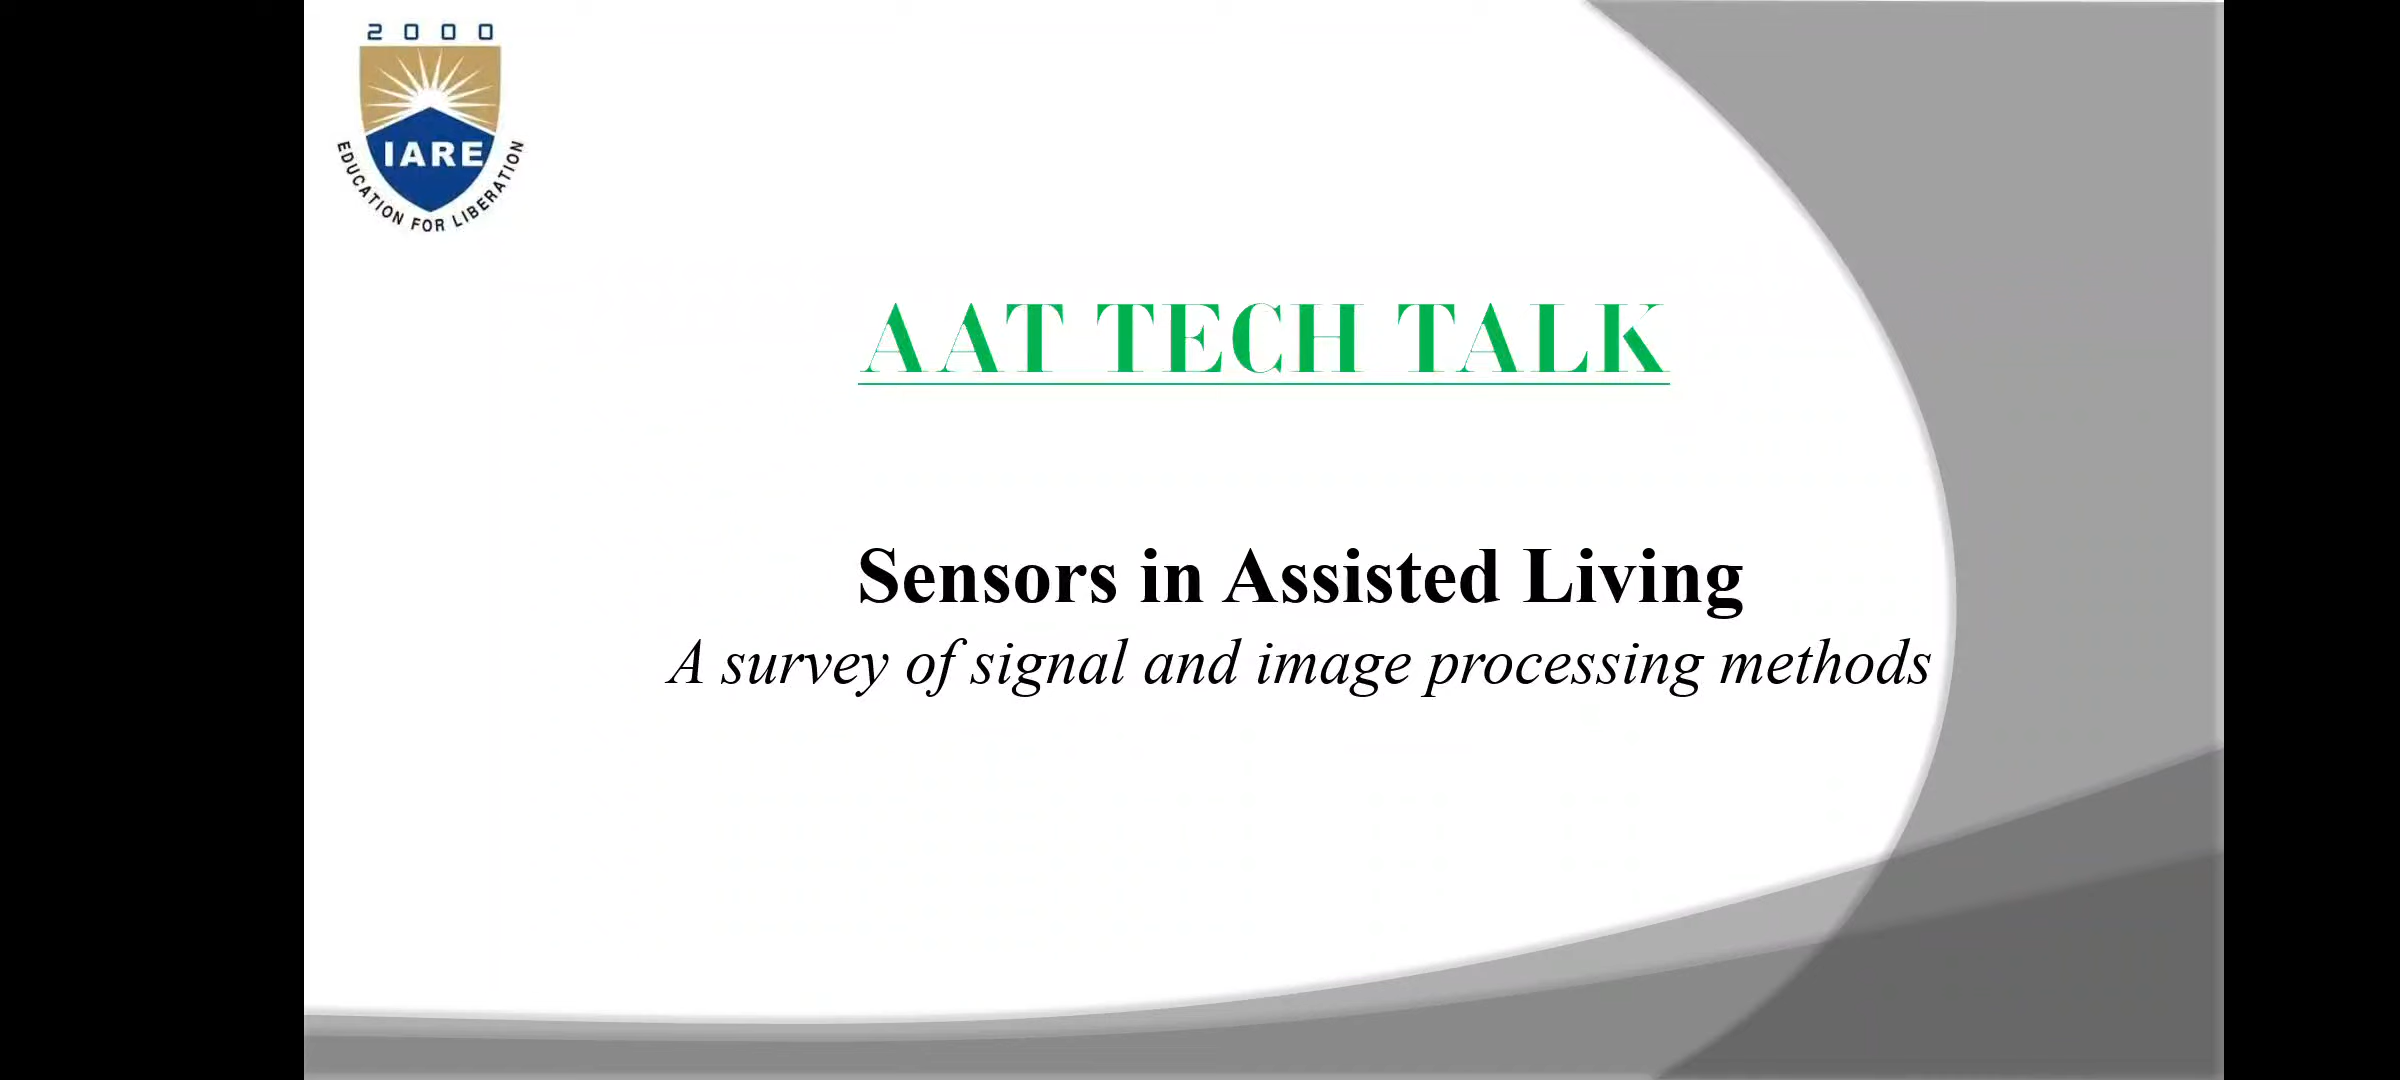 2000
IARE
EDUCATION FOR LIBERATION
AAT TECH TALK
Sensors in Assisted Living
A survey of signal and image processing methods